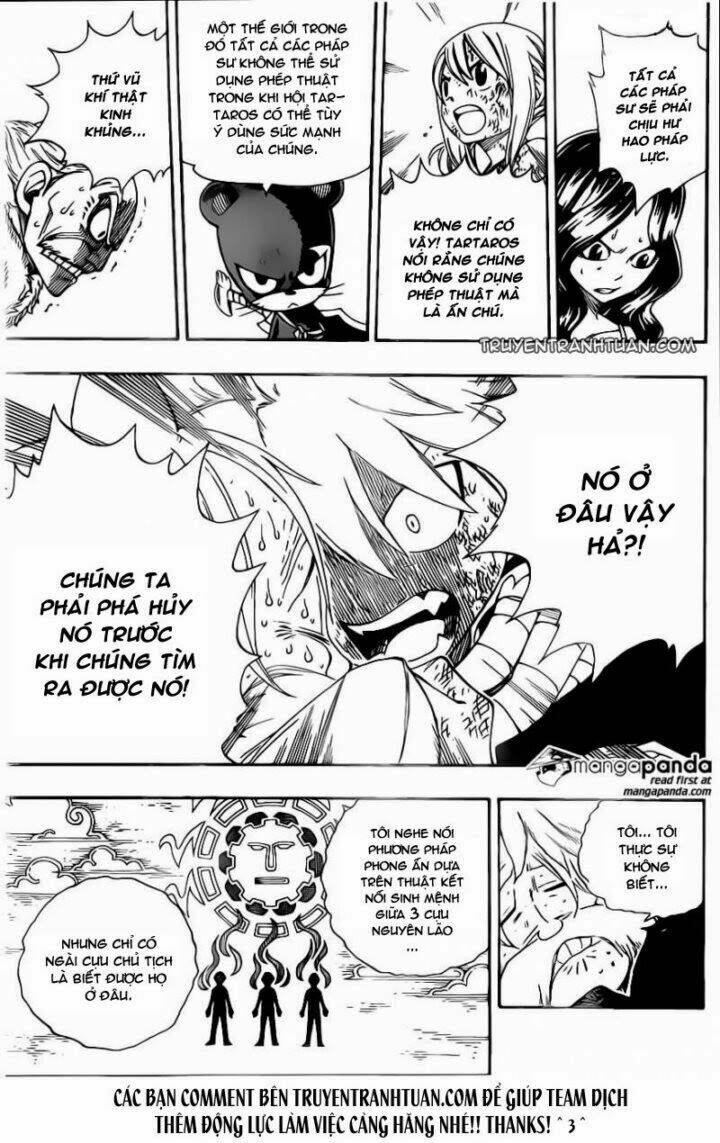 TẤT CẢ
CÁC PHÁP
SƯ SẼ PHẢI
CHỊU HƯ
HAO PHÁP
LỰC.
KHÔNG CHỈ CÓ
VẬY! TARTAROS
NÓI RẰNG CHÚNG
KHÔNG SỬ DỤNG
PHÉP THUẬT MÀ
LÀ ẤN CHÚ.
MỘT THẾ GIỚI TRONG
ĐÓ TẤT CẢ CÁC PHÁP
SƯ KHÔNG THỂ SỬ
DỤNG PHÉP THUẬT
TRONG KHI HỘI TAR-
TAROS CÓ THỂ TÙY
Ý DÙNG SỨC MẠNH
CỦA CHÚNG.
THỨ VŨ
KHÍ THẬT
KINH
KHỦNG...
TRUYENTRANHTUAN.COM
NÓ Ở
ĐÂU VẬY
HẢ?!
CHÚNG TA
PHẢI PHÁ HỦY
NÓ TRƯỚC
KHI CHÚNG TÌM
RA ĐƯỢC NÓ!
mangapanda
read first at
mangapanda.com
TÔI... TÔI
THỰC SỰ
KHÔNG
BIẾT...
TÔI NGHE NÓI
PHƯƠNG PHÁP
PHONG ẤN DỰA
TRÊN THUẬT KẾT
NỐI SINH MỆNH
GIỮA 3 CỰU
NGUYÊN LÃO
...
NHƯNG CHỈ CÓ
NGÀI CỰU CHỦ TỊCH
LÀ BIẾT ĐƯỢC HỌ
Ở ĐÂU.
CÁC BẠN COMMENT BÊN TRUYENTRANHTUAN.COM ĐỂ GIÚP TEAM DỊCH
THÊM ĐỘNG LỰC LÀM VIỆC CÀNG HĂNG NHÉ!! THANKS! ^3^